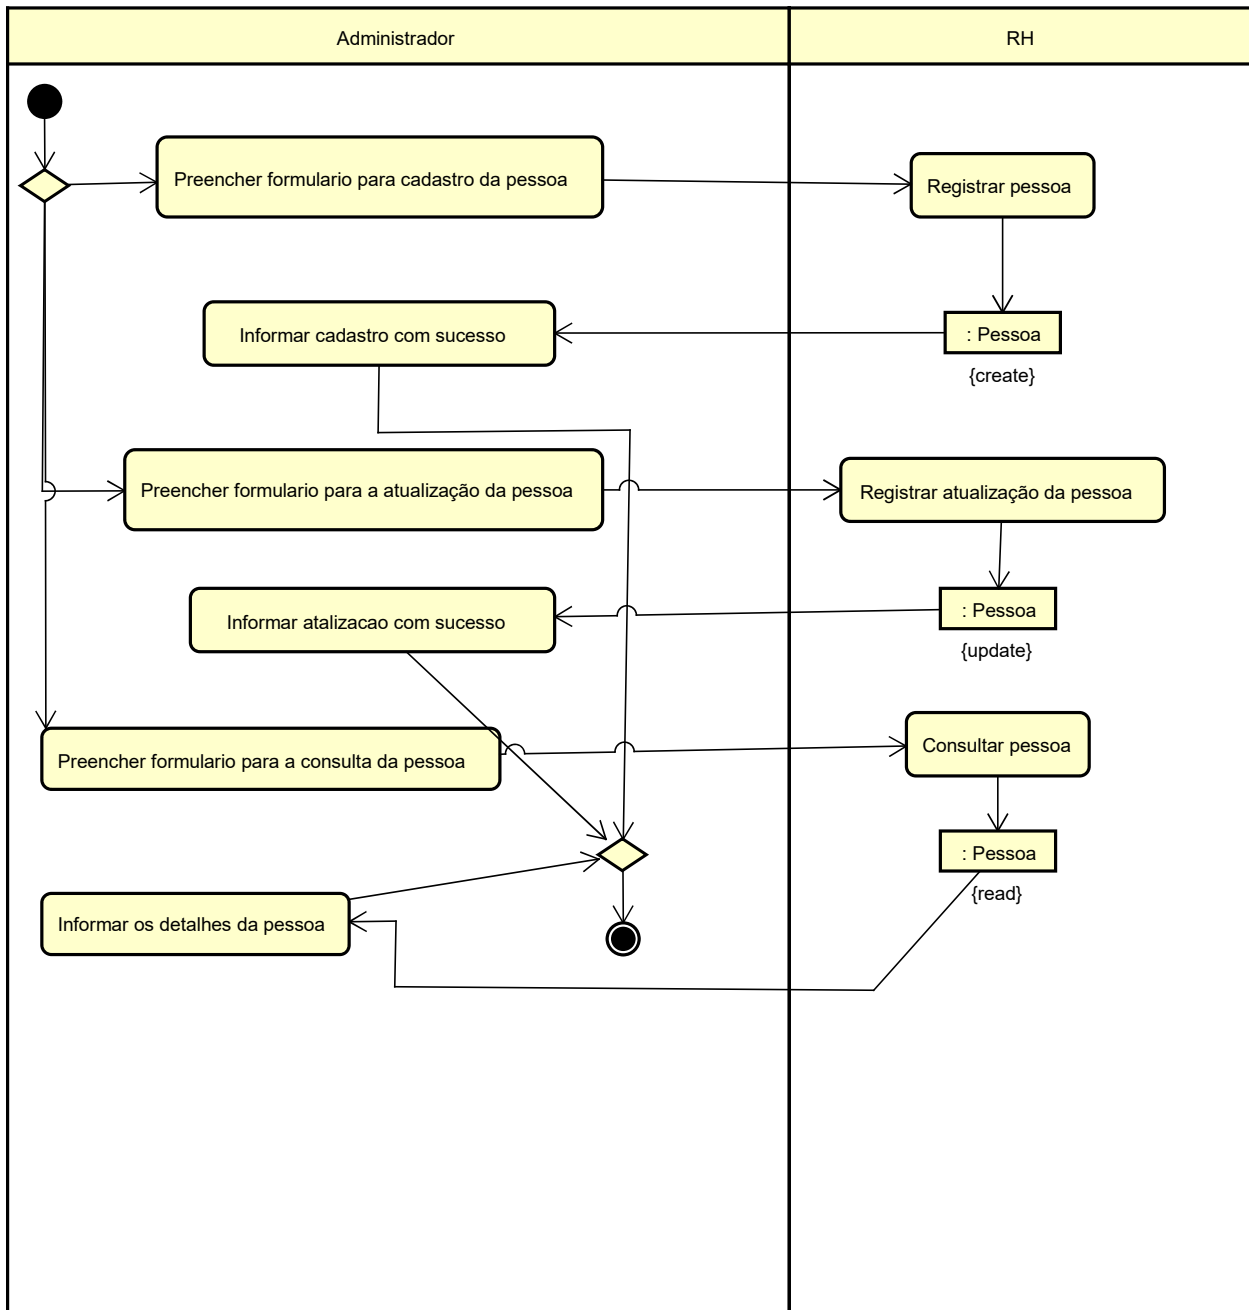 Administrador
RH
Preencher formulario para cadastro da pessoa
Registrar pessoa
Informar cadastro com sucesso
: Pessoa
{create}
Preencher formulario para a atualização da pessoa
Registrar atualização da pessoa
Informar atalizacao com sucesso
: Pessoa
{update}
Preencher formulario para a consulta da pessoa
Consultar pessoa
: Pessoa
{read}
Informar os detalhes da pessoa